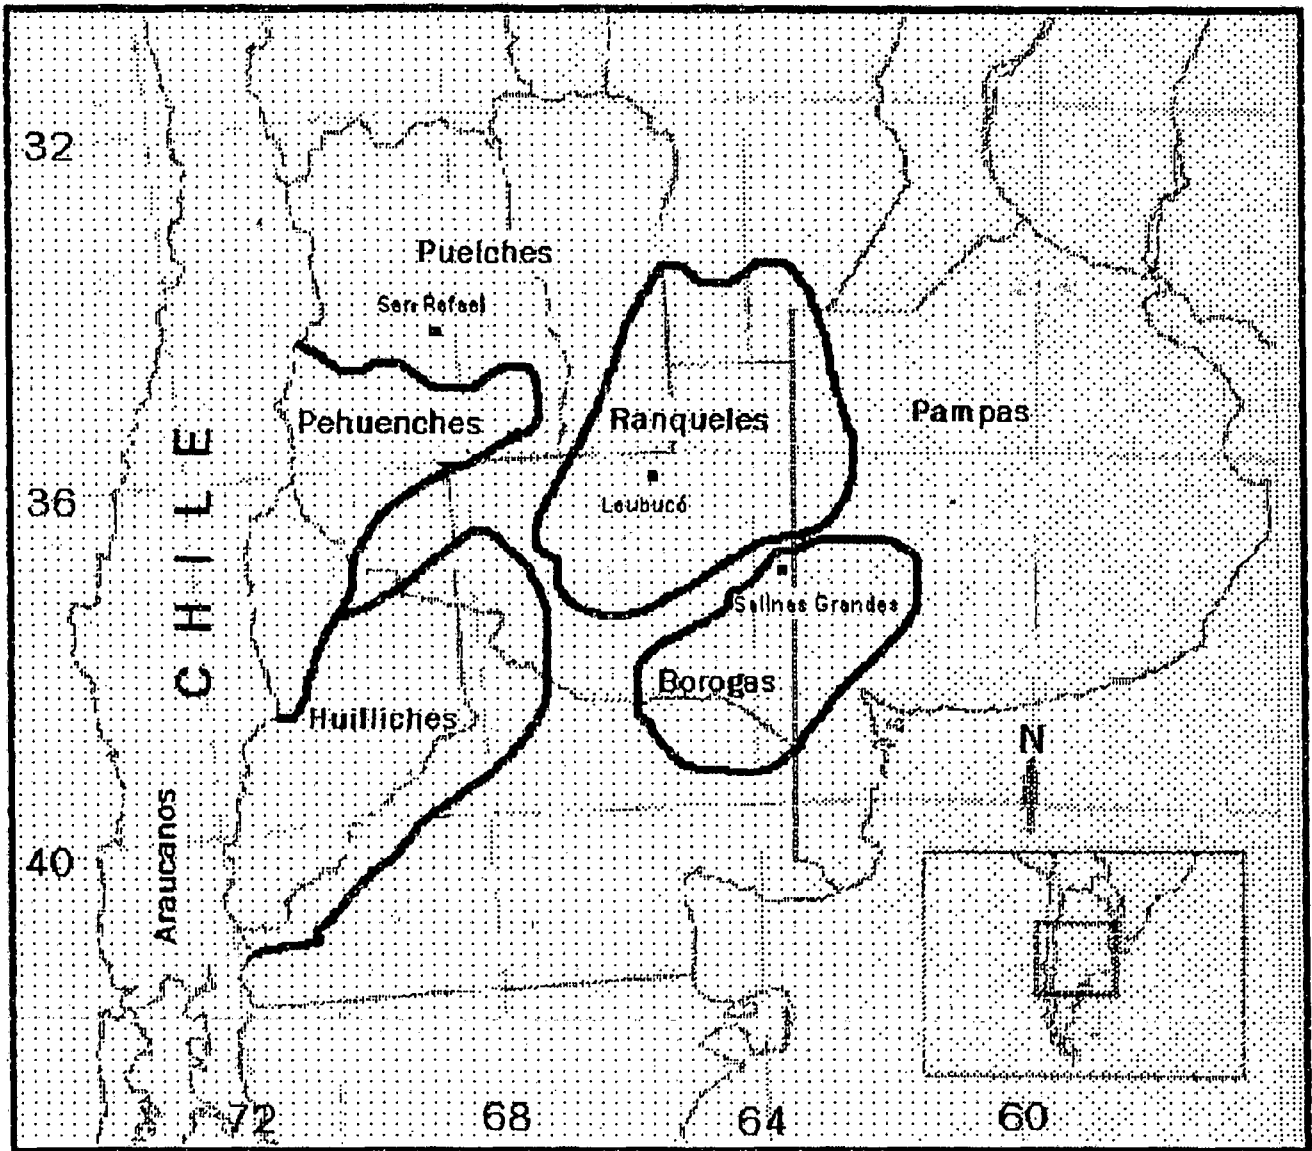 32
Puelches
San Rafael
Pehuenches
Ranqueles
Pampas
CHILE
36
Leubucó
Salinas Grandes
Borogas
Huilliches
N
Araucanos
40
72
68
64
60